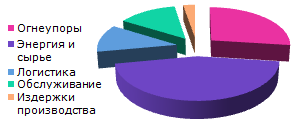 Огнеупоры
Энергия и
сырье
Логистика
Обслуживание
Издержки
производства